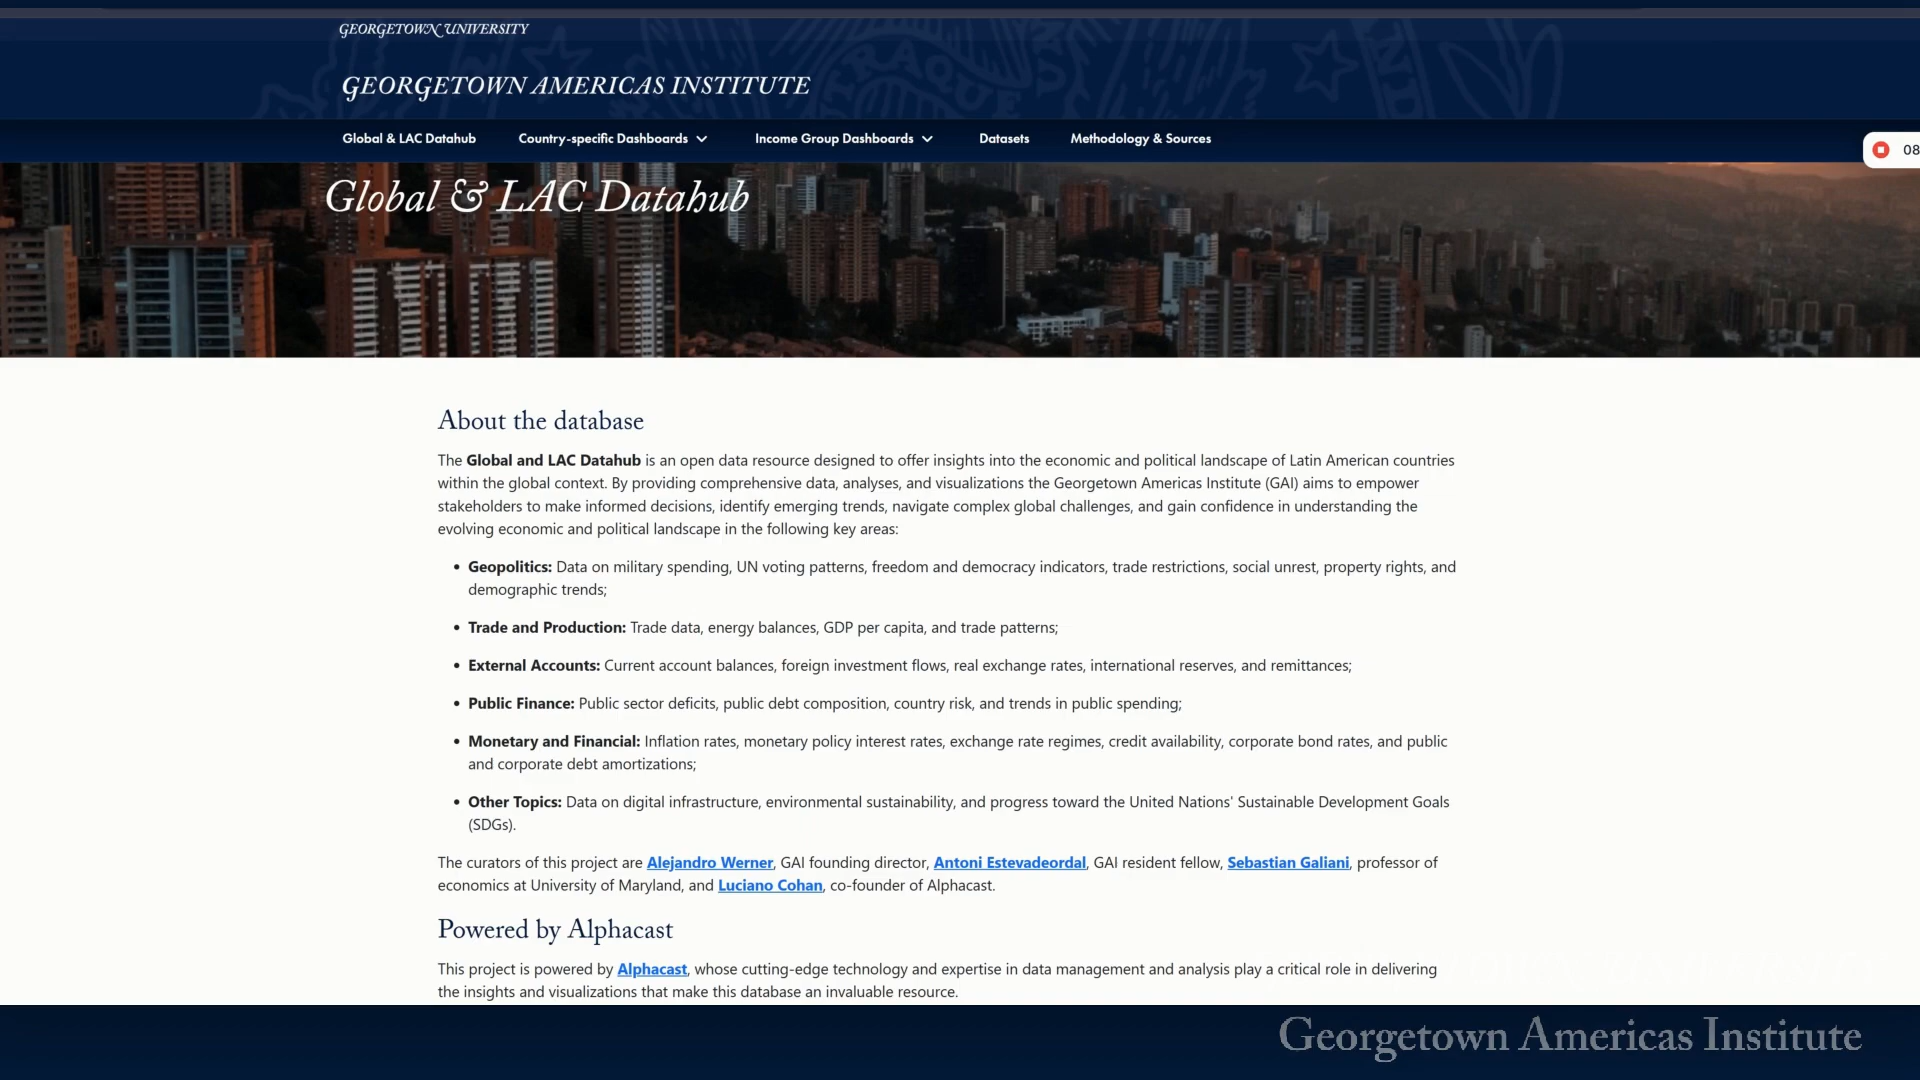 GEORGETOWN UNIVERSITY
GEORGETOWN AMERICAS INSTITUTE
Global & LAC Datahub Country-specific Dashboards Income Group Dashboards Datasets Methodology & Sources
08
Global & LAC Datahub
About the database
The Global and LAC Datahub is an open data resource designed to offer insights into the economic and political landscape of Latin American countries
within the global context. By providing comprehensive data, analyses, and visualizations the Georgetown Americas Institute (GAI) aims to empower
stakeholders to make informed decisions, identify emerging trends, navigate complex global challenges, and gain confidence in understanding the
evolving economic and political landscape in the following key areas:
• Geopolitics: Data on military spending, UN voting patterns, freedom and democracy indicators, trade restrictions, social unrest, property rights, and
demographic trends;
• Trade and Production: Trade data, energy balances, GDP per capita, and trade patterns;
• External Accounts: Current account balances, foreign investment flows, real exchange rates, international reserves, and remittances;
• Public Finance: Public sector deficits, public debt composition, country risk, and trends in public spending;
• Monetary and Financial: Inflation rates, monetary policy interest rates, exchange rate regimes, credit availability, corporate bond rates, and public
and corporate debt amortizations;
• Other Topics: Data on digital infrastructure, environmental sustainability, and progress toward the United Nations' Sustainable Development Goals
(SDGs).
The curators of this project are Alejandro Werner, GAI founding director, Antoni Estevadeordal, GAI resident fellow, Sebastian Galiani, professor of
economics at University of Maryland, and Luciano Cohan, co-founder of Alphacast.
Powered by Alphacast
This project is powered by Alphacast, whose cutting-edge technology and expertise in data management and analysis play a critical role in delivering
the insights and visualizations that make this database an invaluable resource.
Georgetown Americas Institute